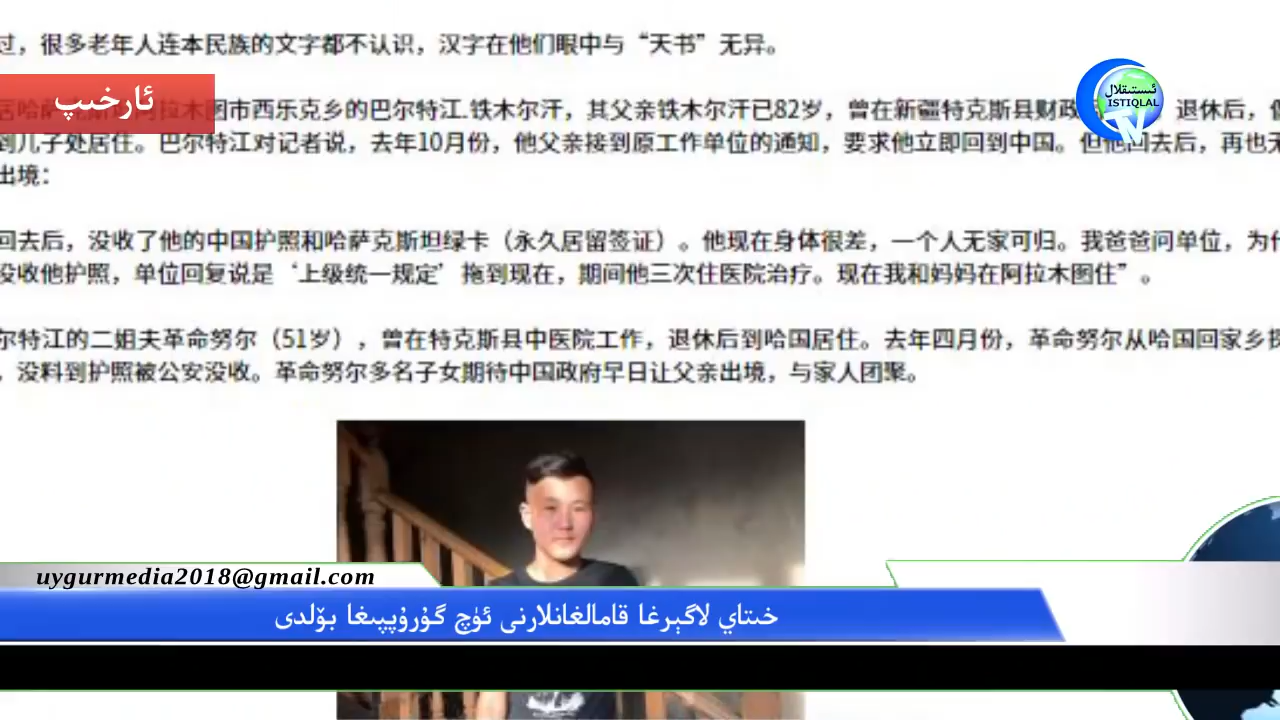 过，很多老年人连本民族的文字都不认识，汉字在他们眼中与“天书”无异。
ئارخىپ
ئىستىقلال
ISTIQLAL
TV
市西乐克乡的巴尔特江.铁木尔汗，其父亲铁木尔汗已82岁，曾在新疆特克斯县财政 退休后，
到儿子处居住。巴尔特江对记者说，去年10月份，他父亲接到原工作单位的通知，要求他立即回到中国。但他回去后，再也无
出境：
回去后，没收了他的中国护照和哈萨克斯坦绿卡（永久居留签证）。他现在身体很差，一个人无家可归。我爸爸问单位，为什
没收他护照，单位回复说是‘上级统一规定’拖到现在，期间他三次住医院治疗。现在我和妈妈在阿拉木图住”。
尔特江的二姐夫革命努尔（51岁），曾在特克斯县中医院工作，退休后到哈国居住。去年四月份，革命努尔从哈国回家乡探
，没料到护照被公安没收。革命努尔多名子女期待中国政府早日让父亲出境，与家人团聚。
uygurmedia2018@gmail.com
خىتاي لاگېرغا قامالغانلارنى ئۈچ گۇرۇپپىغا بۆلدى